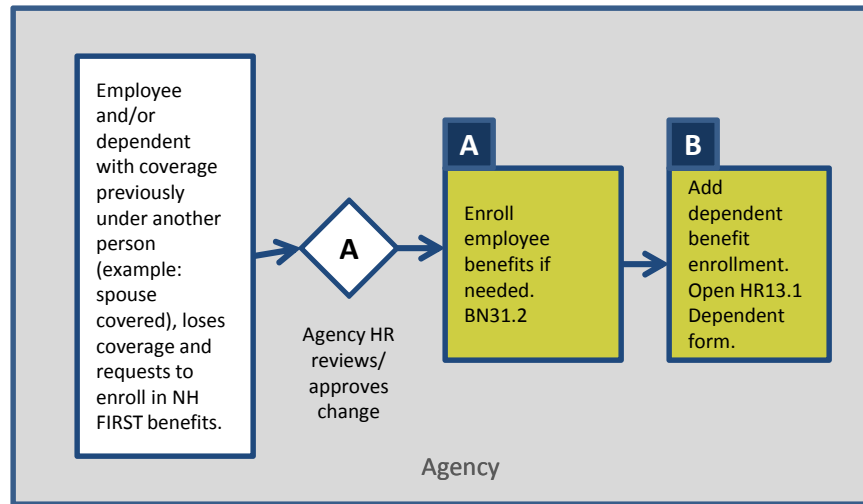 Employee
and/or
dependent
with coverage
previously
under another
person
(example:
spouse
covered), loses
coverage and
requests to
enroll in NH
FIRST benefits.
A
Agency HR
reviews/
approves
change
A
Enroll
employee
benefits if
needed.
BN31.2
B
Add
dependent
benefit
enrollment.
Open HR13.1
Dependent
form.
Agency